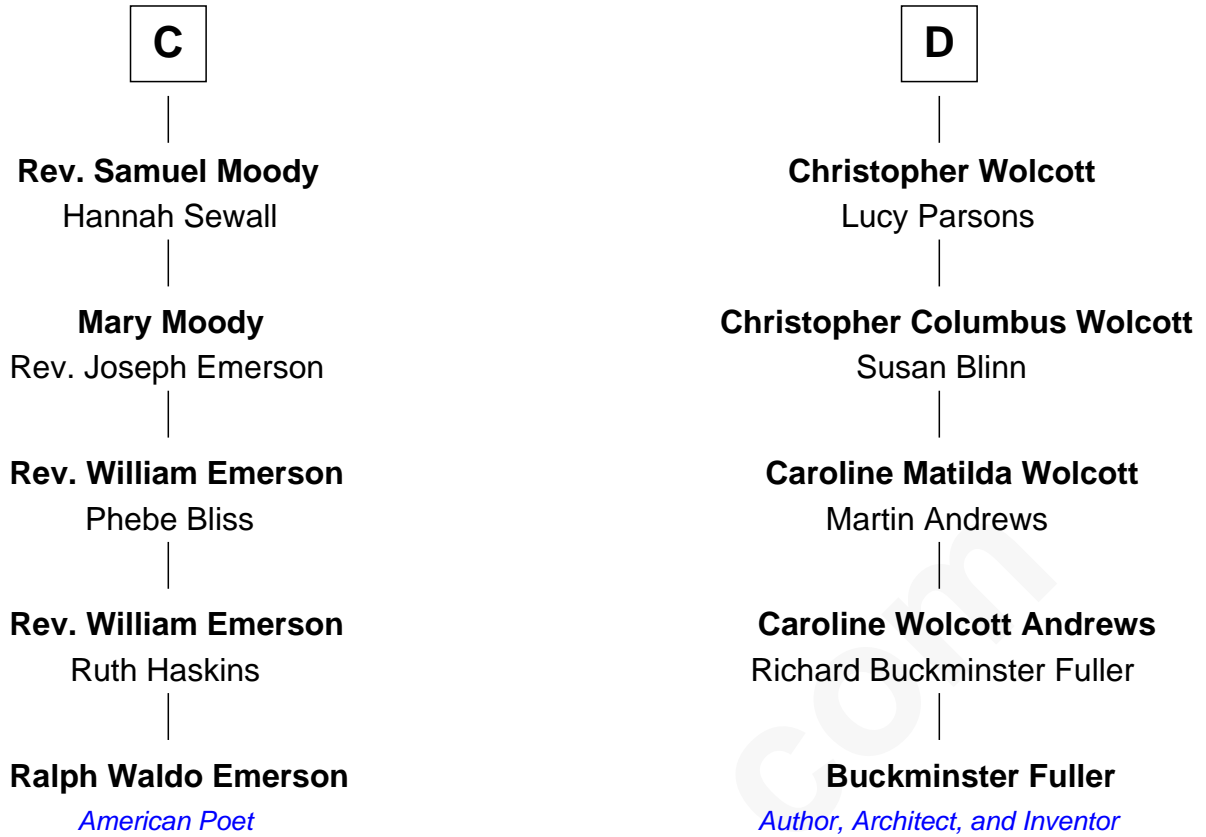 C
Rev. Samuel Moody
Hannah Sewall
Mary Moody
Rev. Joseph Emerson
Rev. William Emerson
Phebe Bliss
Rev. William Emerson
Ruth Haskins
Ralph Waldo Emerson
American Poet
D
Christopher Wolcott
Lucy Parsons
Christopher Columbus Wolcott
Susan Blinn
Caroline Matilda Wolcott
Martin Andrews
Caroline Wolcott Andrews
Richard Buckminster Fuller
Buckminster Fuller
Author, Architect, and Inventor
com